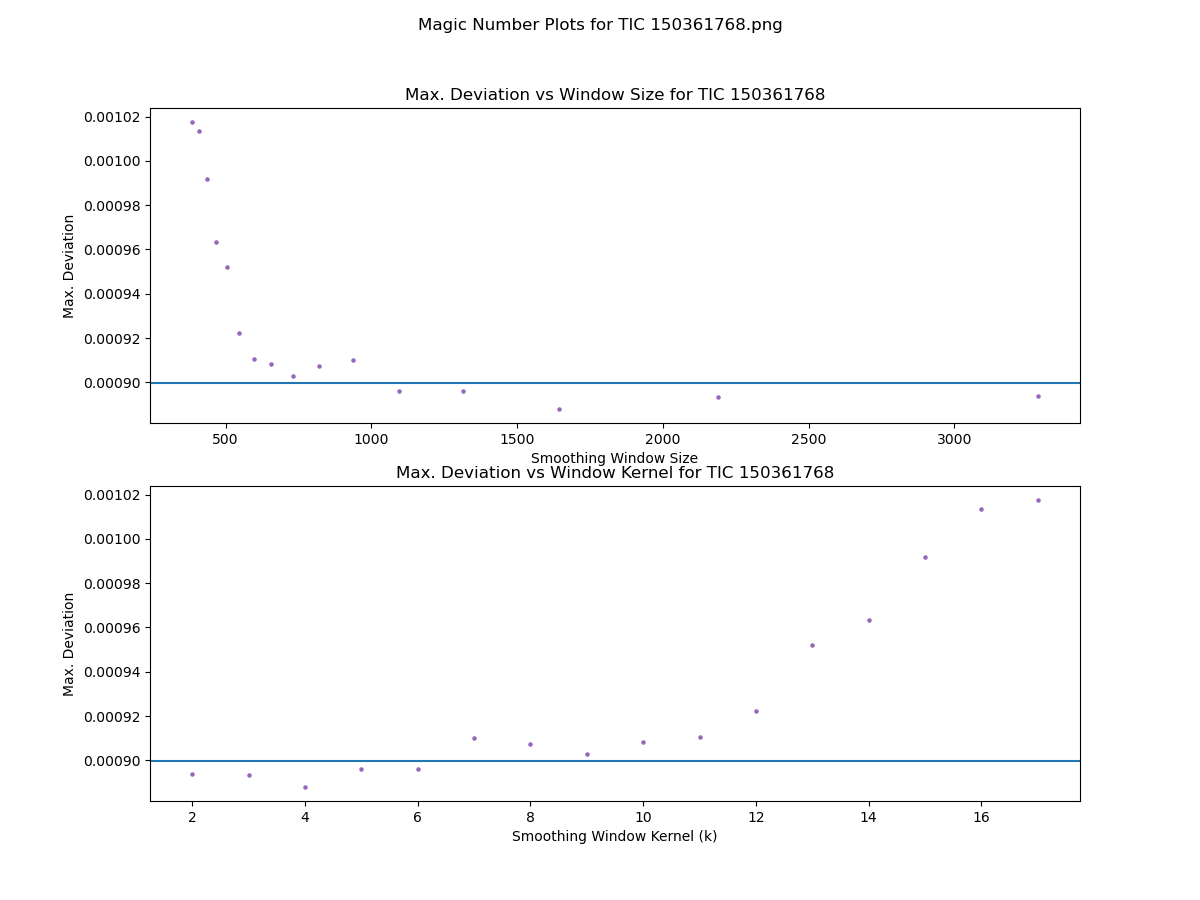 Magic Number Plots for TIC 150361768.png
Max. Deviation vs Window Size for TIC 150361768
0.00102
0.00100
0.00098
0.00096
0.00094
0.00092
0.00090
Max. Deviation
500 1000 1500 2000 2500 3000
Smoothing Window Size
Max. Deviation vs Window Kernel for TIC 150361768
0.00102
0.00100
0.00098
0.00096
0.00094
0.00092
0.00090
Max. Deviation
2 4 6 8 10 12 14 16
Smoothing Window Kernel (k)